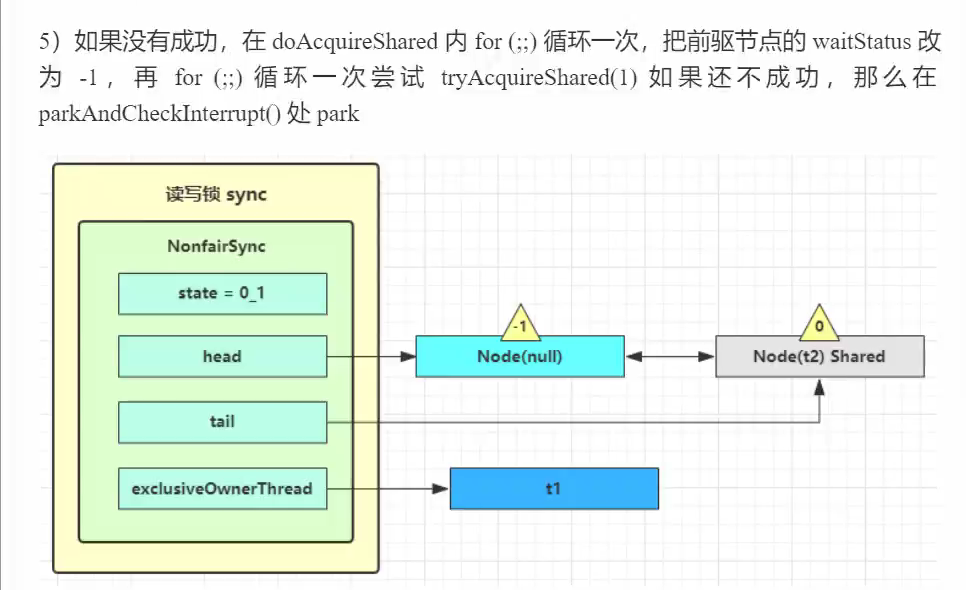 5）如果没有成功，在 doAcquireShared 内 for (;;) 循环一次，把前驱节点的 waitStatus 改
为 -1，再 for (;;) 循环一次尝试 tryAcquireShared(1) 如果还不成功，那么在
parkAndCheckInterrupt() 处 park
读写锁 sync
NonfairSync
state = 0_1
head
tail
exclusiveOwnerThread
-1
Node(null)
0
Node(t2) Shared
t1